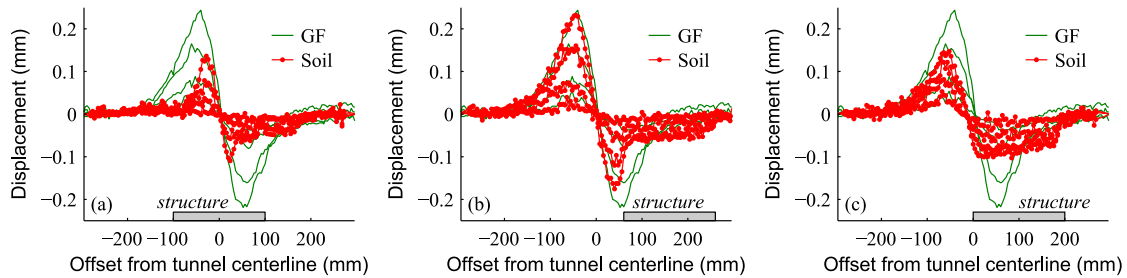 Displacement (mm)
0.2
0.1
0
−0.1
−0.2
GF
Soil
(a)
structure
−200 −100 0 100 200
Offset from tunnel centerline (mm)
Displacement (mm)
0.2
0.1
0
−0.1
−0.2
GF
Soil
(b)
structure
−200 −100 0 100 200
Offset from tunnel centerline (mm)
Displacement (mm)
0.2
0.1
0
−0.1
−0.2
GF
Soil
(c)
structure
−200 −100 0 100 200
Offset from tunnel centerline (mm)